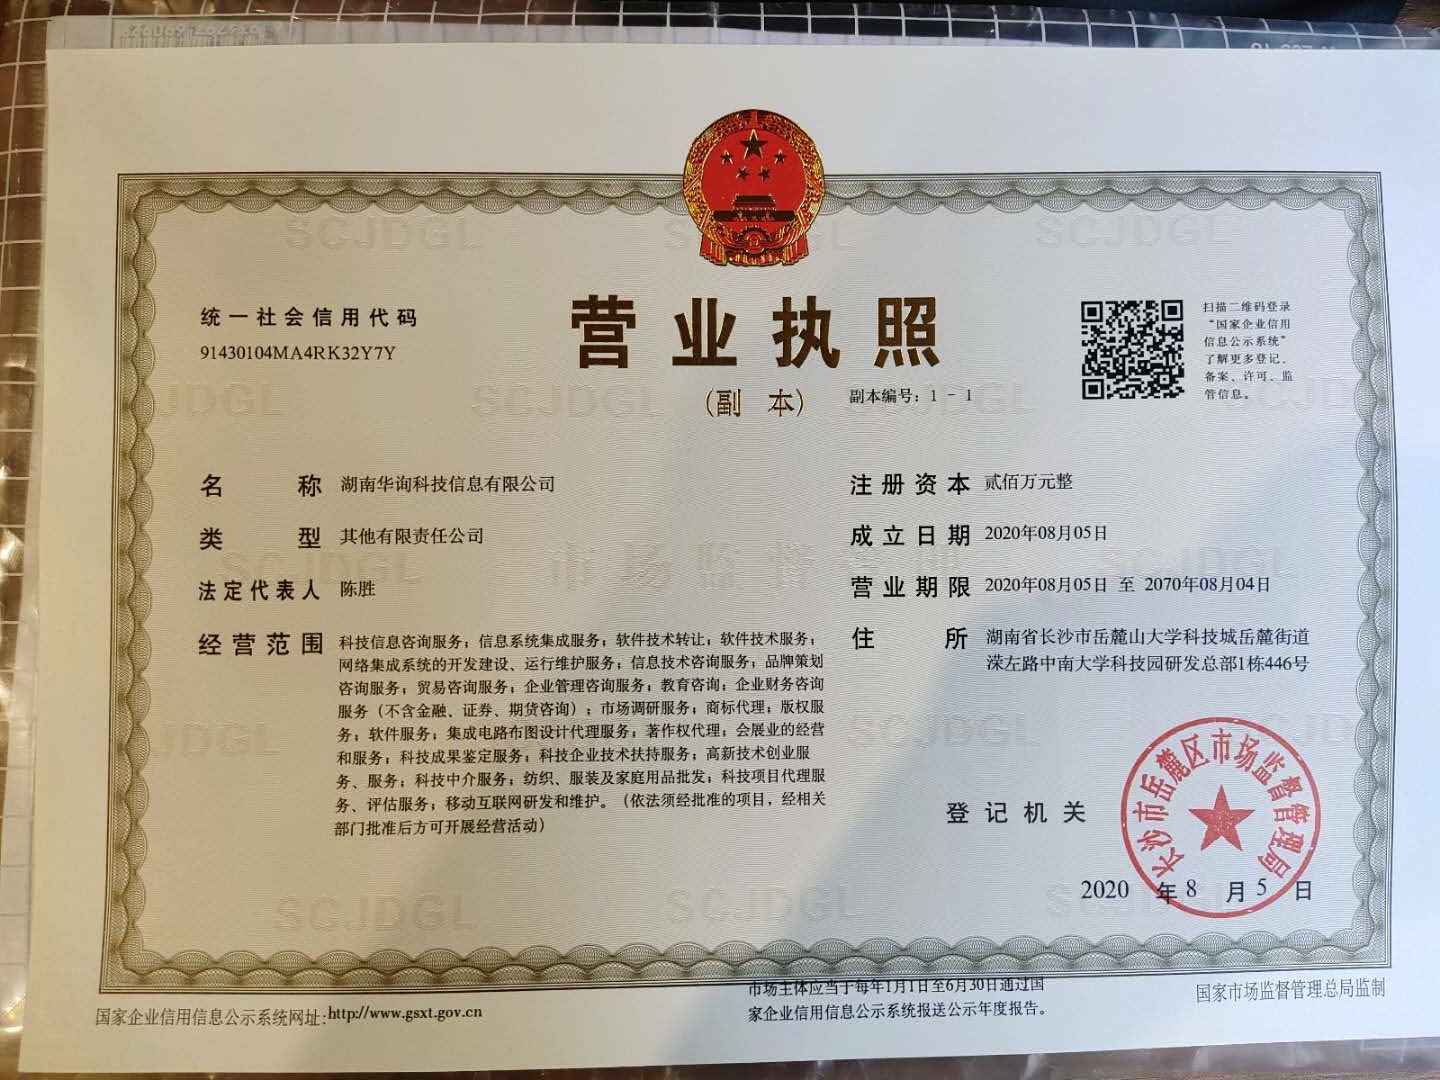 统一社会信用代码
91430104MA4RK32Y7Y
营业执照
(副 本)
副本编号：1 - 1
扫描二维码登录
“国家企业信用
信息公示系统”
了解更多登记、
备案、许可、监
管信息。
名 称 湖南华询科技信息有限公司
类 型 其他有限责任公司
法定代表人 陈胜
经营范围 科技信息咨询服务；信息系统集成服务；软件技术转让；软件技术服务；
网络集成系统的开发建设、运行维护服务；信息技术咨询服务；品牌策划
咨询服务；贸易咨询服务；企业管理咨询服务；教育咨询；企业财务咨询
服务（不含金融、证券、期货咨询）；市场调研服务；商标代理；版权服
务；软件服务；集成电路布图设计代理服务；著作权代理；会展业的经营
和服务；科技成果鉴定服务；科技企业技术扶持服务；高新技术创业服
务、服务；科技中介服务；纺织、服装及家庭用品批发；科技项目代理服
务、评估服务；移动互联网研发和维护。（依法须经批准的项目，经相关
部门批准后方可开展经营活动）
注册资本 贰佰万元整
成立日期 2020年08月05日
营业期限 2020年08月05日 至 2070年08月04日
住 所 湖南省长沙市岳麓山大学科技城岳麓街道
溁左路中南大学科技园研发总部1栋446号
登记机关
长沙市岳麓区市场监督管理局
2020 年 8 月 5 日
国家企业信用信息公示系统网址:http://www.gsxt.gov.cn
市场主体应当于每年1月1日至6月30日通过国
家企业信用信息公示系统报送公示年度报告。
国家市场监督管理总局监制